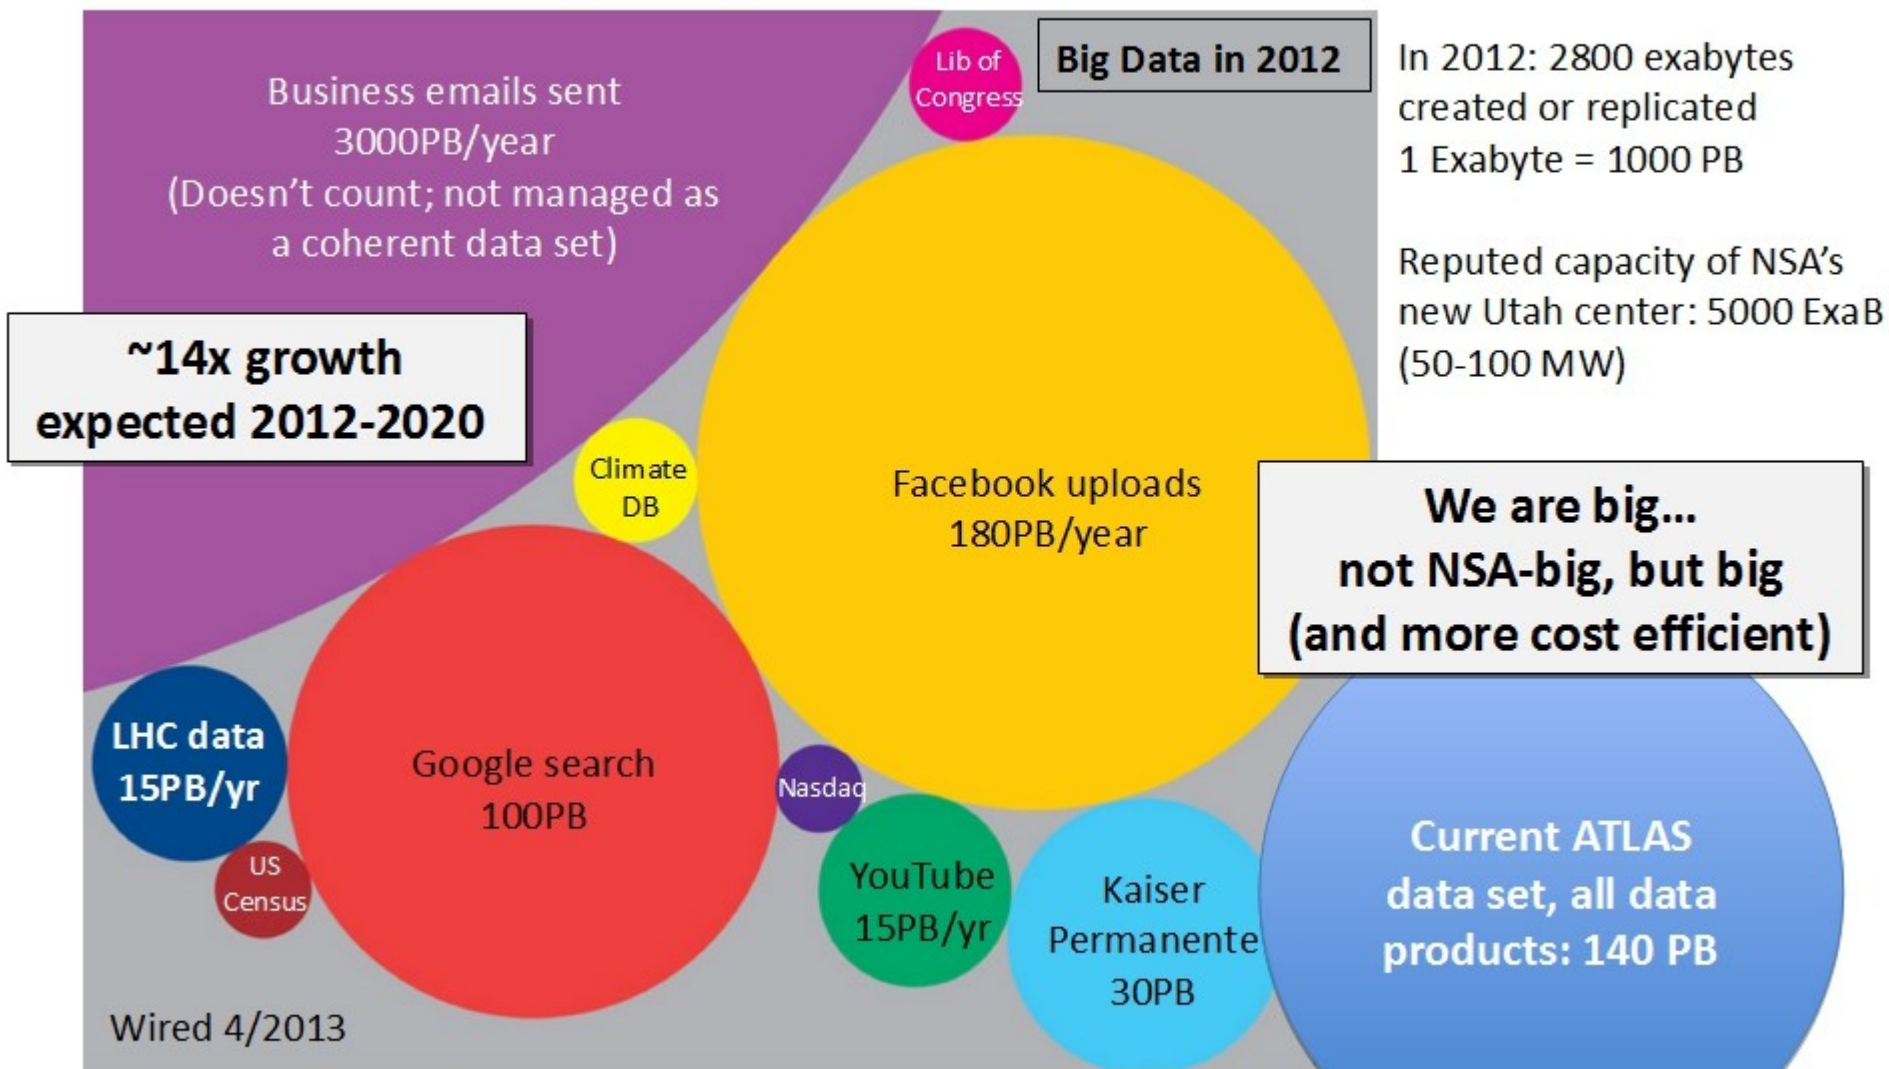 Big Data in 2012
Business emails sent
3000PB/year
(Doesn't count; not managed as
a coherent data set)
Lib of
Congress
In 2012: 2800 exabytes
created or replicated
1 Exabyte = 1000 PB
Reputed capacity of NSA's
new Utah center: 5000 ExaB
(50-100 MW)
~14x growth
expected 2012-2020
Climate
DB
Facebook uploads
180PB/year
We are big...
not NSA-big, but big
(and more cost efficient)
LHC data
15PB/yr
Google search
100PB
Nasdaq
US
Census
YouTube
15PB/yr
Kaiser
Permanente
30PB
Current ATLAS
data set, all data
products: 140 PB
Wired 4/2013